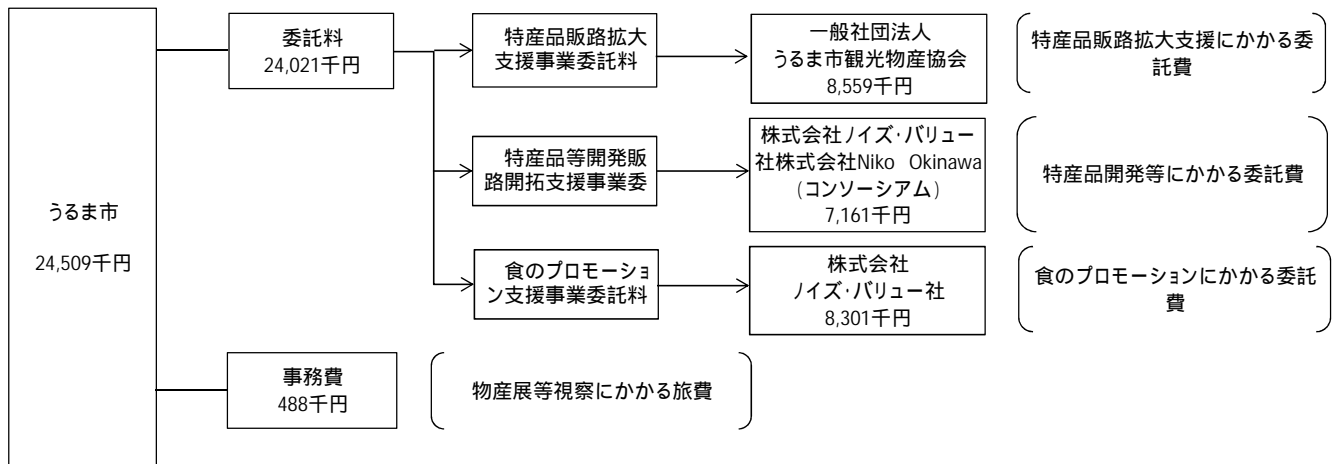 うるま市
24,509千円
委託料
24,021千円
特産品販路拡大
支援事業委託料
一般社団法人
うるま市観光物産協会
8,559千円
特産品販路拡大支援にかかる委
託費
特産品等開発販
路開拓支援事業委
株式会社ノイズ・バリュー
社株式会社Niko Okinawa
(コンソーシアム)
7,161千円
特産品開発等にかかる委託費
食のプロモーショ
ン支援事業委託料
株式会社
ノイズ・バリュー社
8,301千円
食のプロモーションにかかる委託
費
事務費
488千円
物産展等視察にかかる旅費